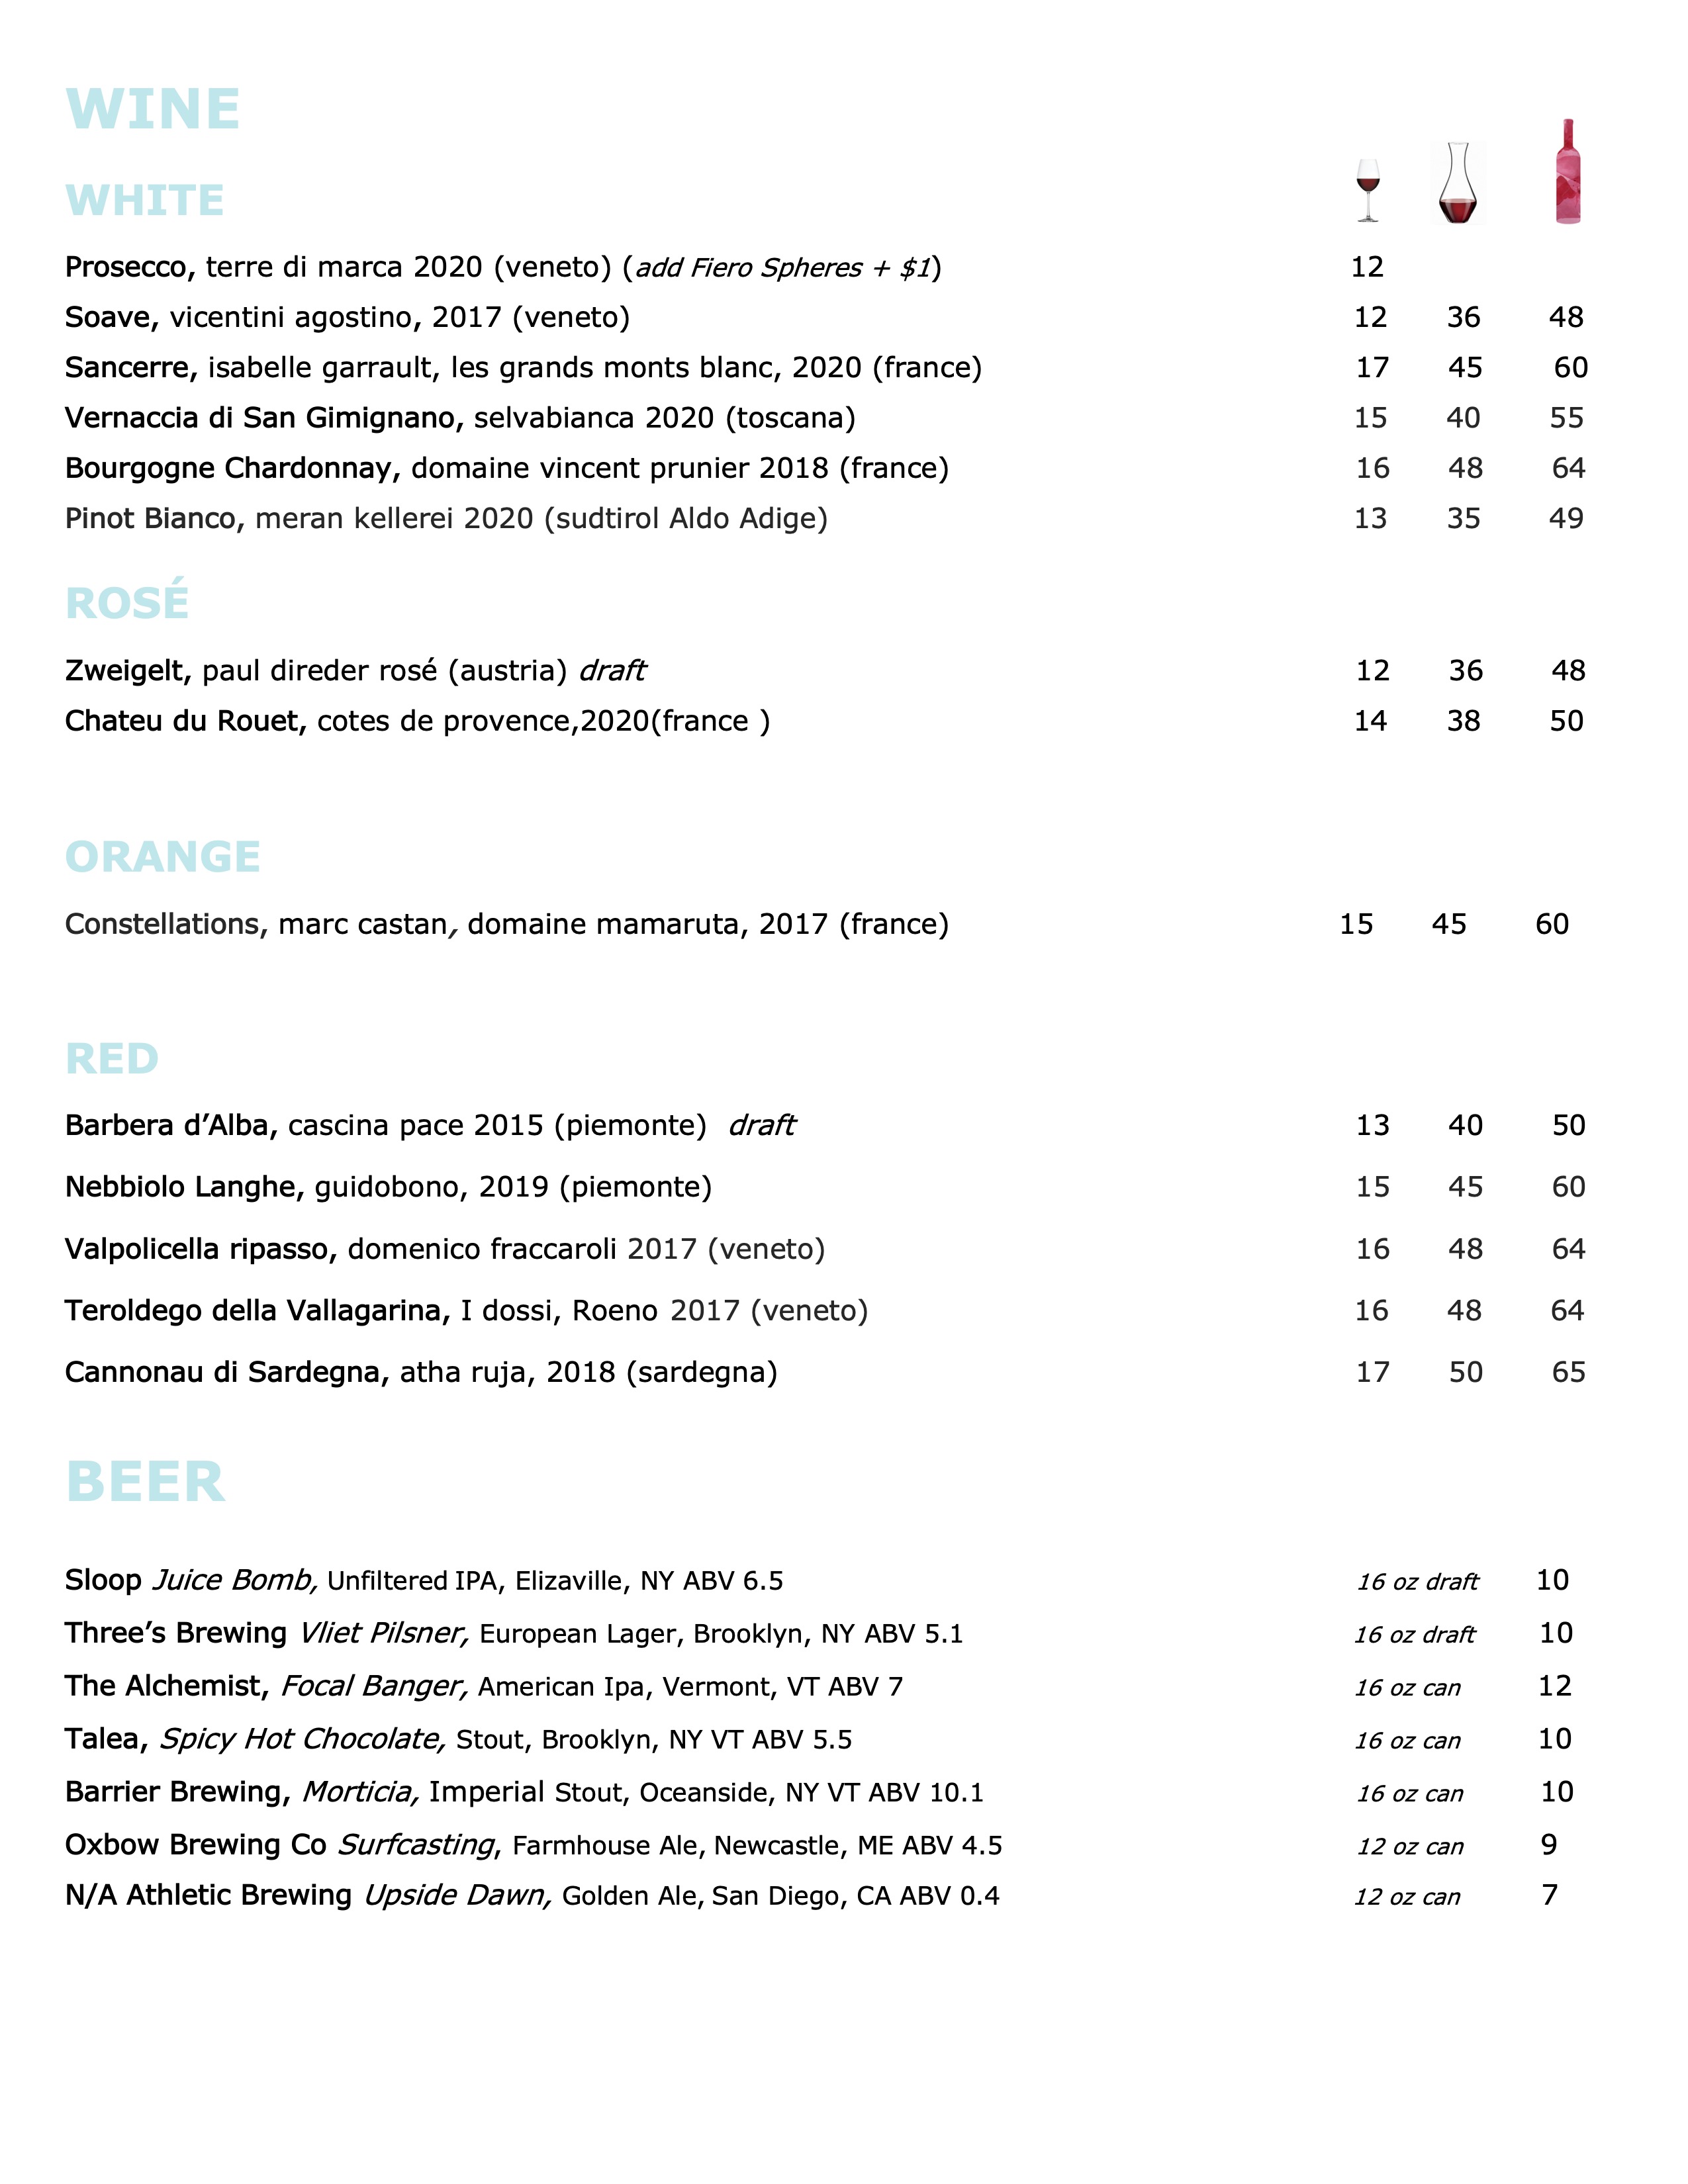 WINE
WHITE
Prosecco, terre di marca 2020 (veneto) (add Fiero Spheres + $1) 12
Soave, vicentini agostino, 2017 (veneto) 12 36 48
Sancerre, isabelle garrault, les grands monts blanc, 2020 (france) 17 45 60
Vernaccia di San Gimignano, selvabianca 2020 (toscana) 15 40 55
Bourgogne Chardonnay, domaine vincent prunier 2018 (france) 16 48 64
Pinot Bianco, meran kellerei 2020 (sudtirol Aldo Adige) 13 35 49
ROSÉ
Zweigelt, paul direder rosé (austria) draft 12 36 48
Chateu du Rouet, cotes de provence,2020(france ) 14 38 50
ORANGE
Constellations, marc castan, domaine mamaruta, 2017 (france) 15 45 60
RED
Barbera d’Alba, cascina pace 2015 (piemonte) draft 13 40 50
Nebbiolo Langhe, guidobono, 2019 (piemonte) 15 45 60
Valpolicella ripasso, domenico fraccaroli 2017 (veneto) 16 48 64
Teroldego della Vallagarina, I dossi, Roeno 2017 (veneto) 16 48 64
Cannonau di Sardegna, atha ruja, 2018 (sardegna) 17 50 65
BEER
Sloop Juice Bomb, Unfiltered IPA, Elizaville, NY ABV 6.5 16 oz draft 10
Three’s Brewing Vliet Pilsner, European Lager, Brooklyn, NY ABV 5.1 16 oz draft 10
The Alchemist, Focal Banger, American Ipa, Vermont, VT ABV 7 16 oz can 12
Talea, Spicy Hot Chocolate, Stout, Brooklyn, NY VT ABV 5.5 16 oz can 10
Barrier Brewing, Morticia, Imperial Stout, Oceanside, NY VT ABV 10.1 16 oz can 10
Oxbow Brewing Co Surfcasting, Farmhouse Ale, Newcastle, ME ABV 4.5 12 oz can 9
N/A Athletic Brewing Upside Dawn, Golden Ale, San Diego, CA ABV 0.4 12 oz can 7